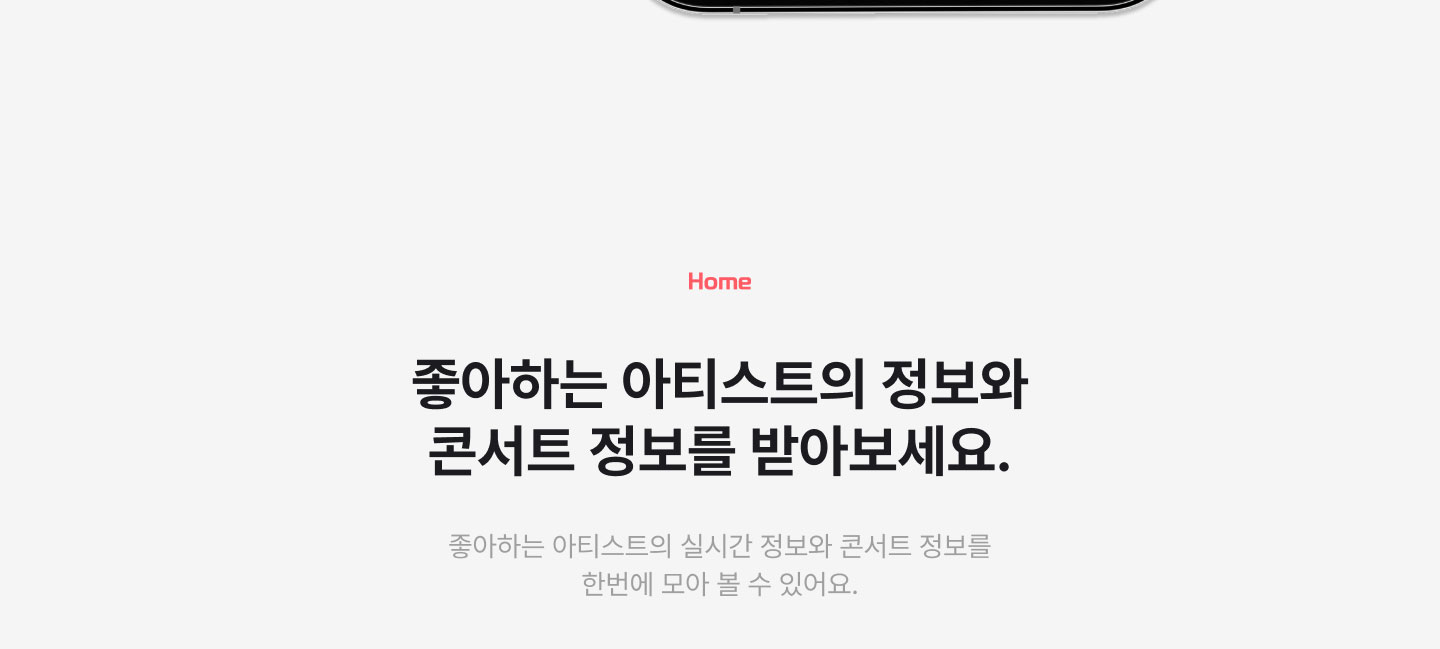 Home
좋아하는 아티스트의 정보와
콘서트 정보를 받아보세요.
좋아하는 아티스트의 실시간 정보와 콘서트 정보를
한번에 모아 볼 수 있어요.